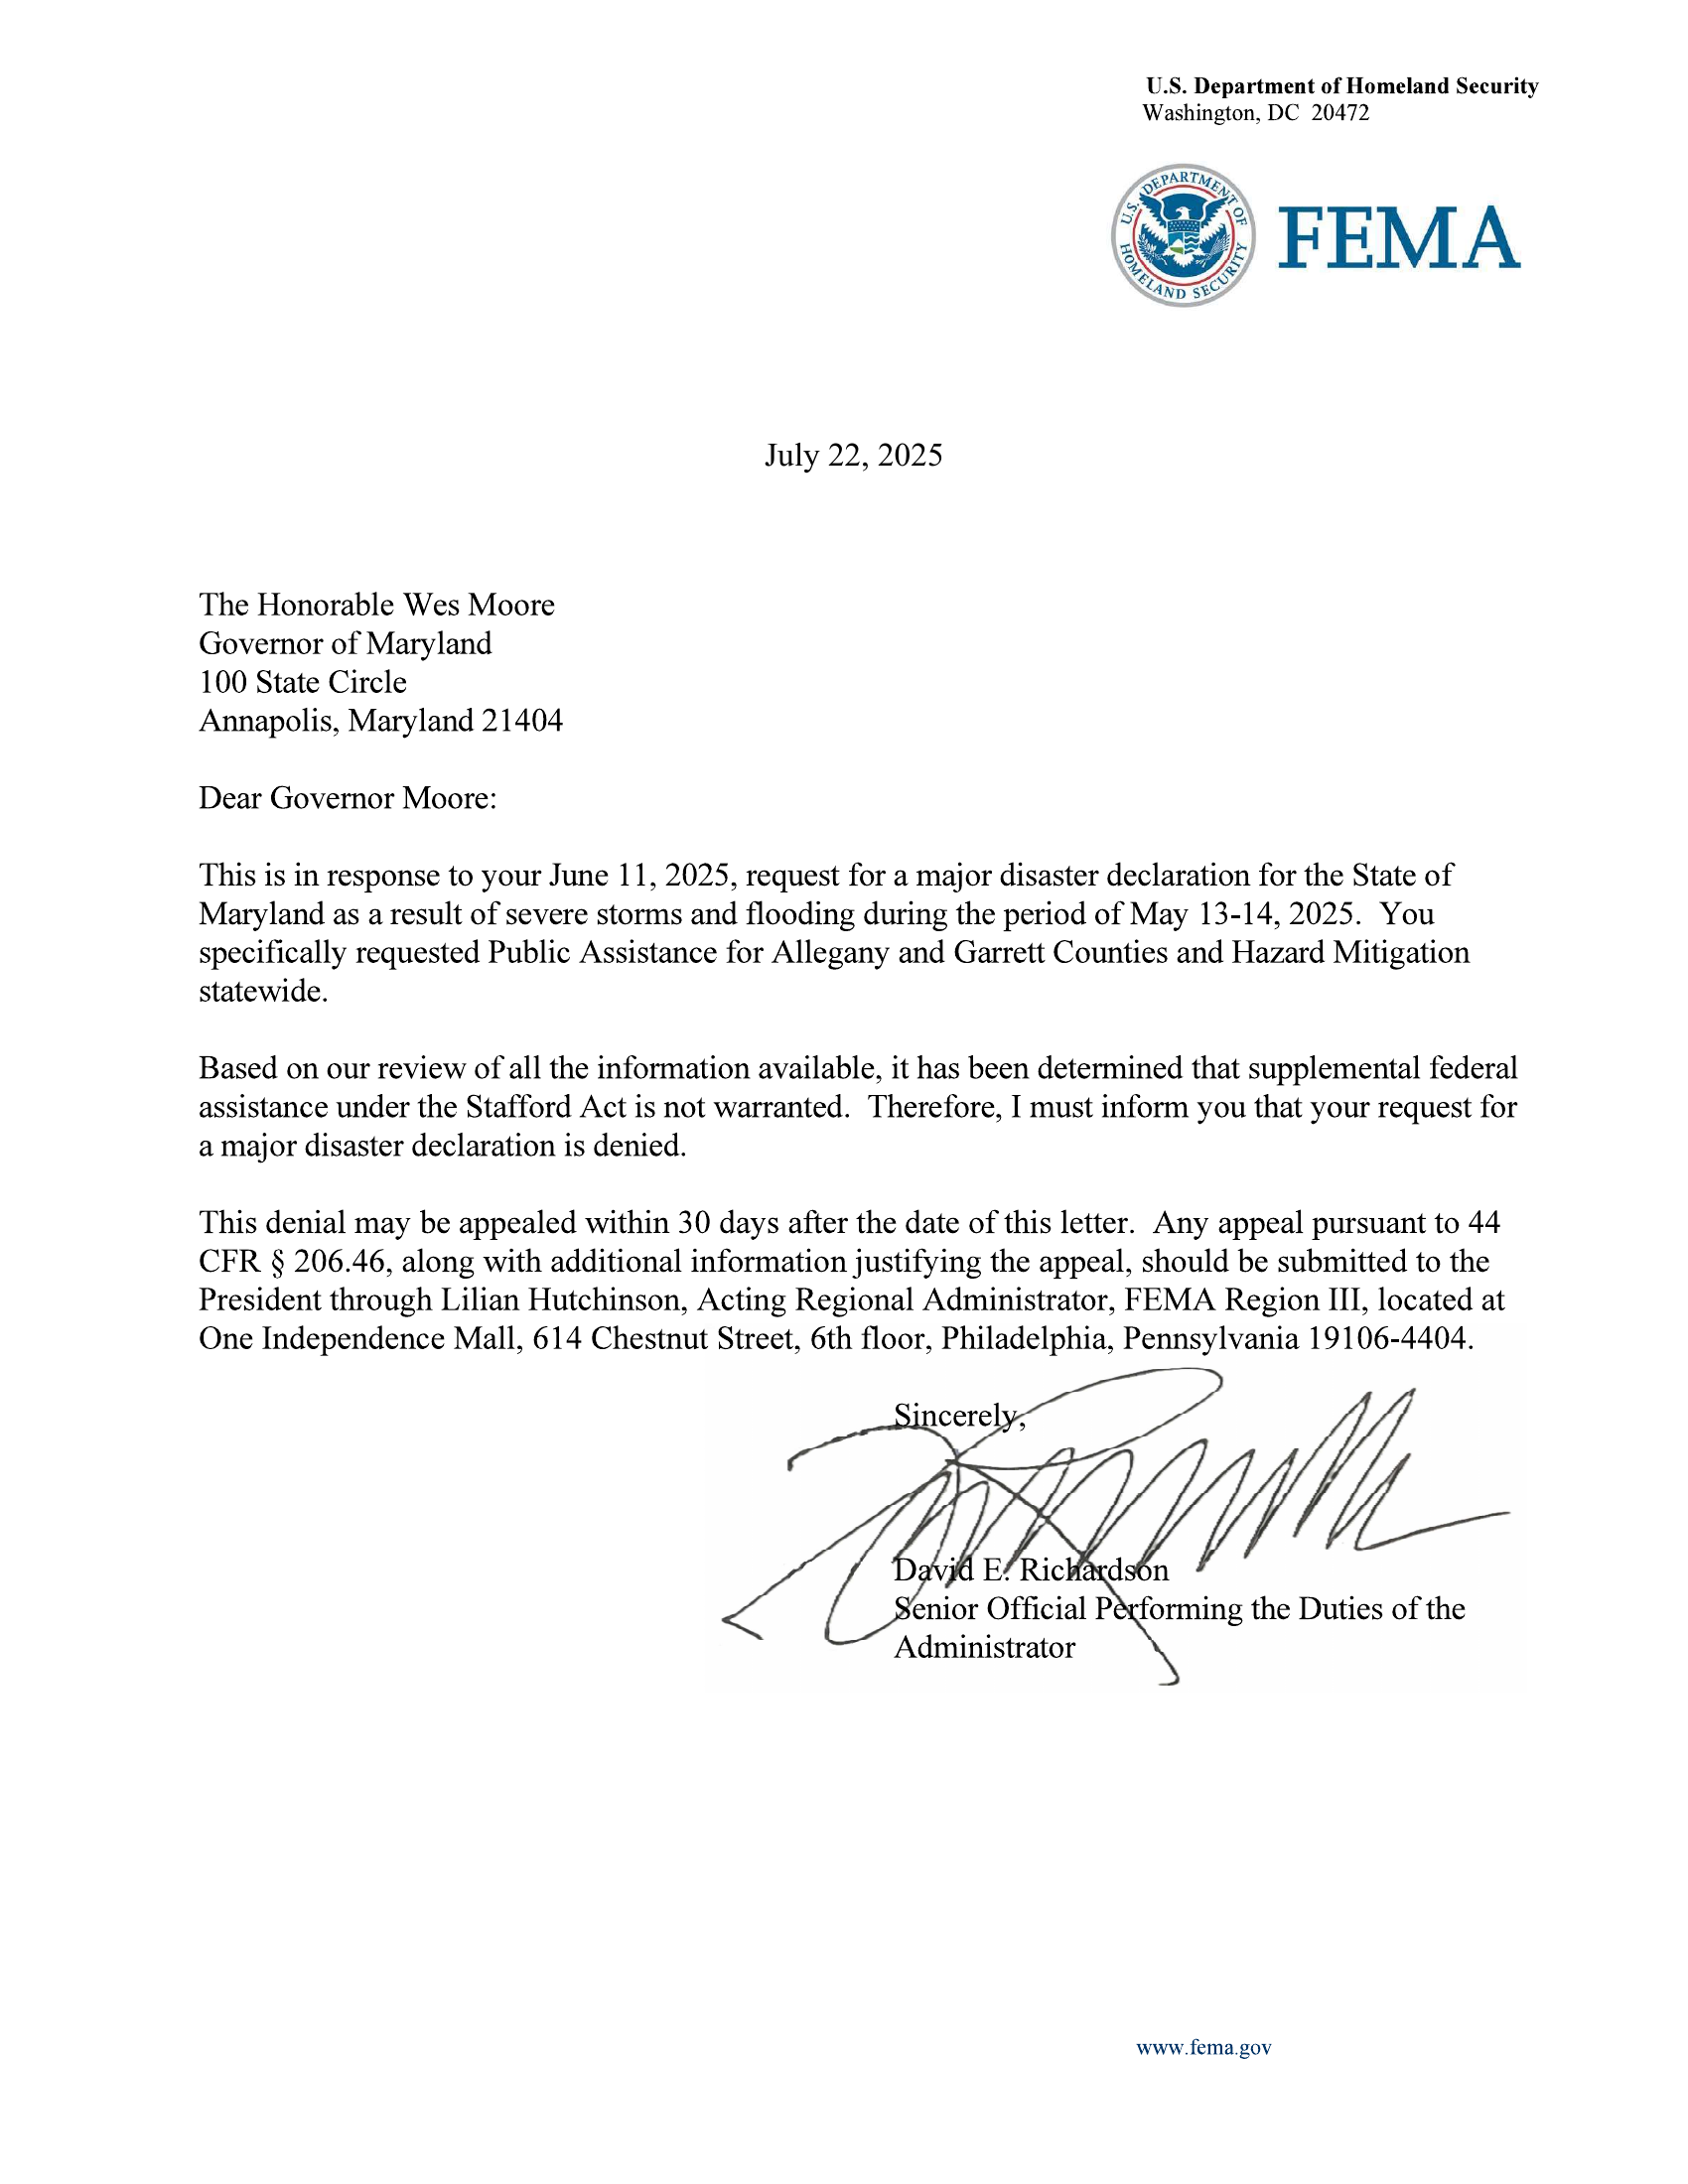 U.S. Department of Homeland Security
Washington, DC  20472
U.S. DEPARTMENT OF HOMELAND SECURITY
FEMA
July 22, 2025
The Honorable Wes Moore
Governor of Maryland
100 State Circle
Annapolis, Maryland 21404
Dear Governor Moore:
This is in response to your June 11, 2025, request for a major disaster declaration for the State of
Maryland as a result of severe storms and flooding during the period of May 13-14, 2025.  You
specifically requested Public Assistance for Allegany and Garrett Counties and Hazard Mitigation
statewide.
Based on our review of all the information available, it has been determined that supplemental federal
assistance under the Stafford Act is not warranted.  Therefore, I must inform you that your request for
a major disaster declaration is denied.
This denial may be appealed within 30 days after the date of this letter.  Any appeal pursuant to 44
CFR § 206.46, along with additional information justifying the appeal, should be submitted to the
President through Lilian Hutchinson, Acting Regional Administrator, FEMA Region III, located at
One Independence Mall, 614 Chestnut Street, 6th floor, Philadelphia, Pennsylvania 19106-4404.
Sincerely,
David E. Richardson
Senior Official Performing the Duties of the
Administrator
www.fema.gov